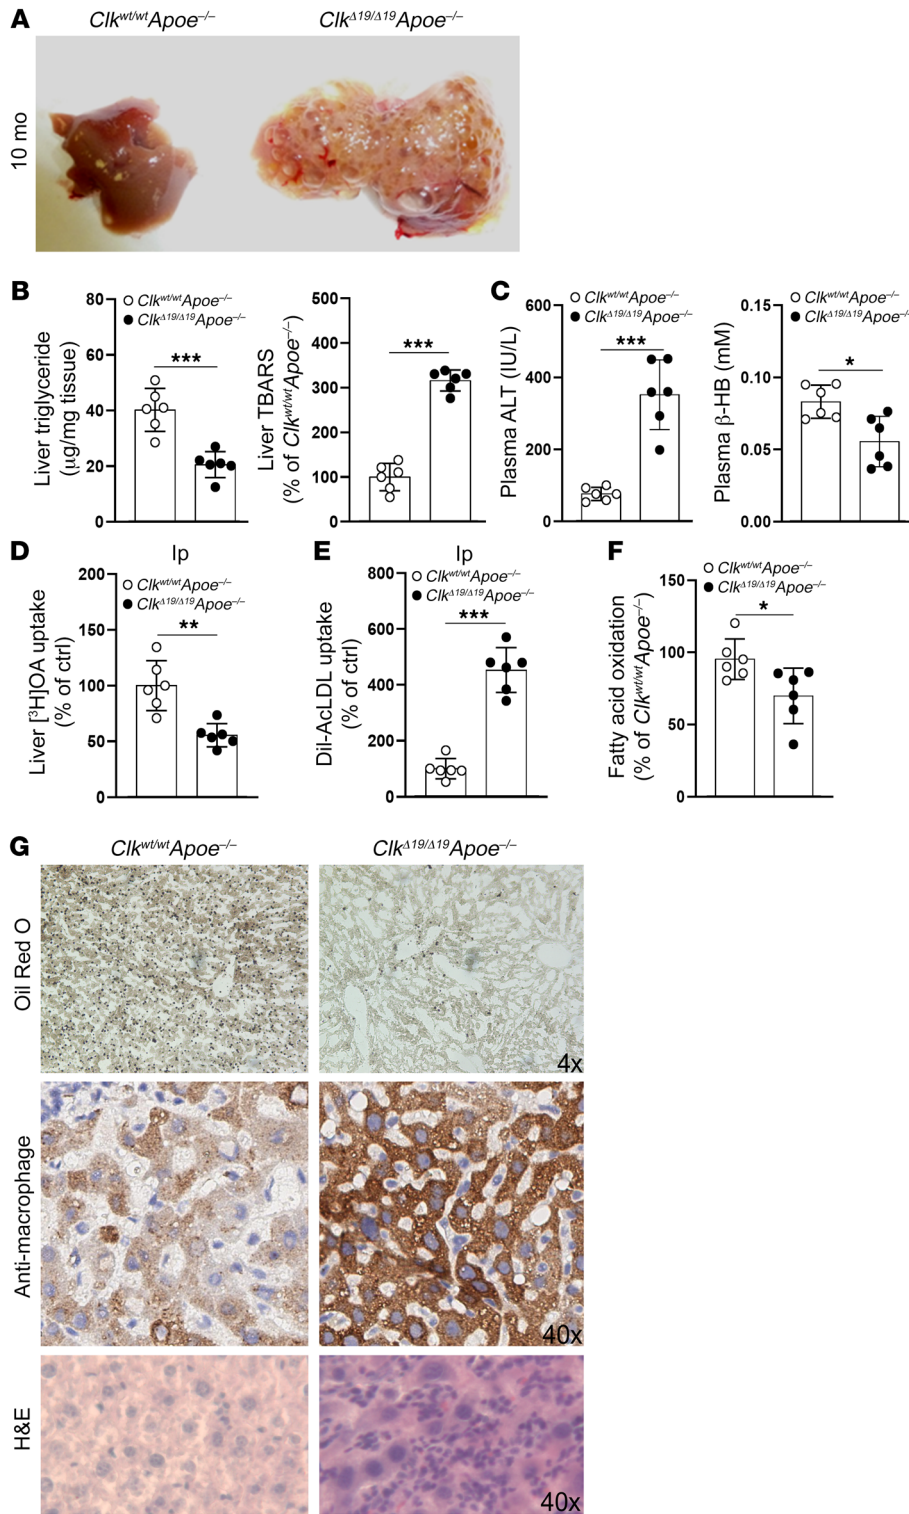 A
Clkwt/wtApoe–/–
ClkΔ19/Δ19Apoe–/–
10 mo
B
Clkwt/wtApoe–/–
ClkΔ19/Δ19Apoe–/–
Liver triglyceride
(μg/mg tissue)
80
60
40
20
0
***
Liver TBARS
(% of Clkwt/wtApoe–/–)
500
400
300
200
100
0
***
C
Clkwt/wtApoe–/–
ClkΔ19/Δ19Apoe–/–
Plasma ALT (IU/L)
600
400
200
0
***
Clkwt/wtApoe–/–
ClkΔ19/Δ19Apoe–/–
Plasma β-HB (mM)
0.15
0.10
0.05
0.00
*
D
Ip
Clkwt/wtApoe–/–
ClkΔ19/Δ19Apoe–/–
Liver [3H]OA uptake
(% of ctrl)
200
150
100
50
0
**
E
Ip
Clkwt/wtApoe–/–
ClkΔ19/Δ19Apoe–/–
Dil-AcLDL uptake
(% of ctrl)
800
600
400
200
0
***
F
Clkwt/wtApoe–/–
ClkΔ19/Δ19Apoe–/–
Fatty acid oxidation
(% of Clkwt/wtApoe–/–)
150
100
50
0
*
G
Clkwt/wtApoe–/–
ClkΔ19/Δ19Apoe–/–
Oil Red O
4x
Anti-macrophage
40x
H&E
40x